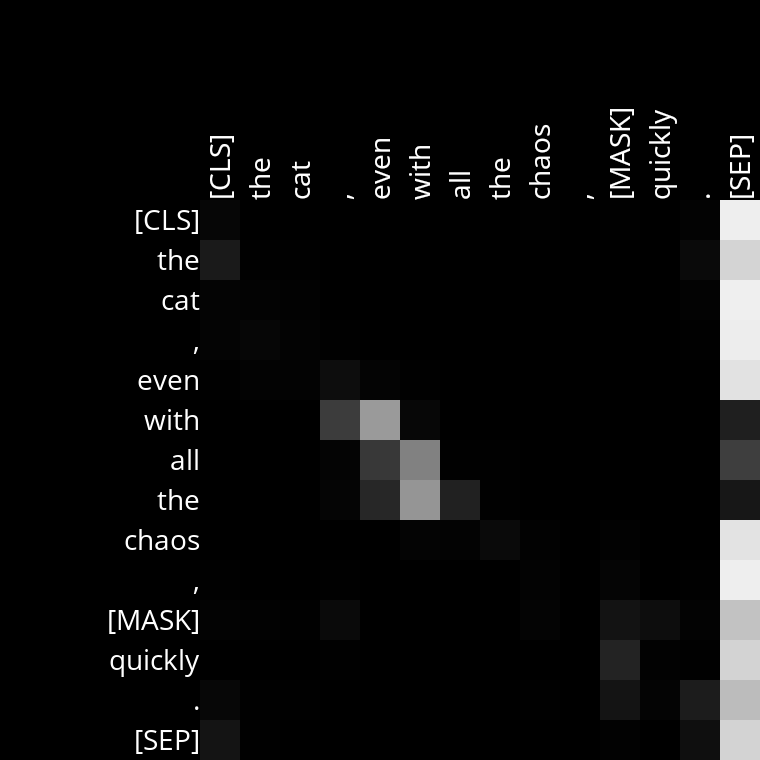 [CLS] the cat , even with all the chaos , [MASK] quickly . [SEP]
[CLS]
the
cat
,
even
with
all
the
chaos
,
[MASK]
quickly
.
[SEP]